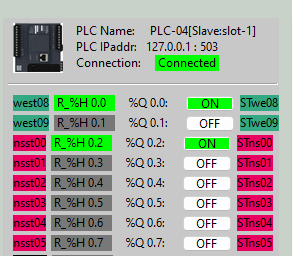 PLC Name: PLC-04[Slave:slot-1]
PLC IPaddr: 127.0.0.1 : 503
Connection: Connected
west08 R_%H 0.0 %Q 0.0: ON STwe08
west09 R_%H 0.1 %Q 0.1: OFF STwe09
nsst00 R_%H 0.2 %Q 0.2: ON STns00
nsst01 R_%H 0.3 %Q 0.3: OFF STns01
nsst02 R_%H 0.4 %Q 0.4: OFF STns02
nsst03 R_%H 0.5 %Q 0.5: OFF STns03
nsst04 R_%H 0.6 %Q 0.6: OFF STns04
nsst05 R_%H 0.7 %Q 0.7: OFF STns05